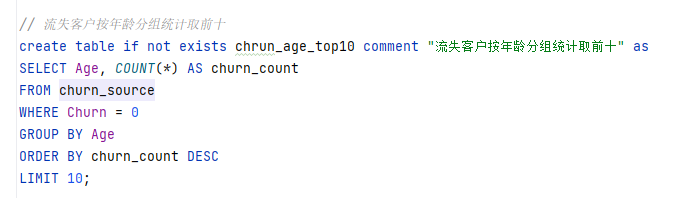 // 流失客户按年龄分组统计取前十
create table if not exists chrun_age_top10 comment "流失客户按年龄分组统计取前十" as
SELECT Age, COUNT(*) AS churn_count
FROM churn_source
WHERE Churn = 0
GROUP BY Age
ORDER BY churn_count DESC
LIMIT 10;